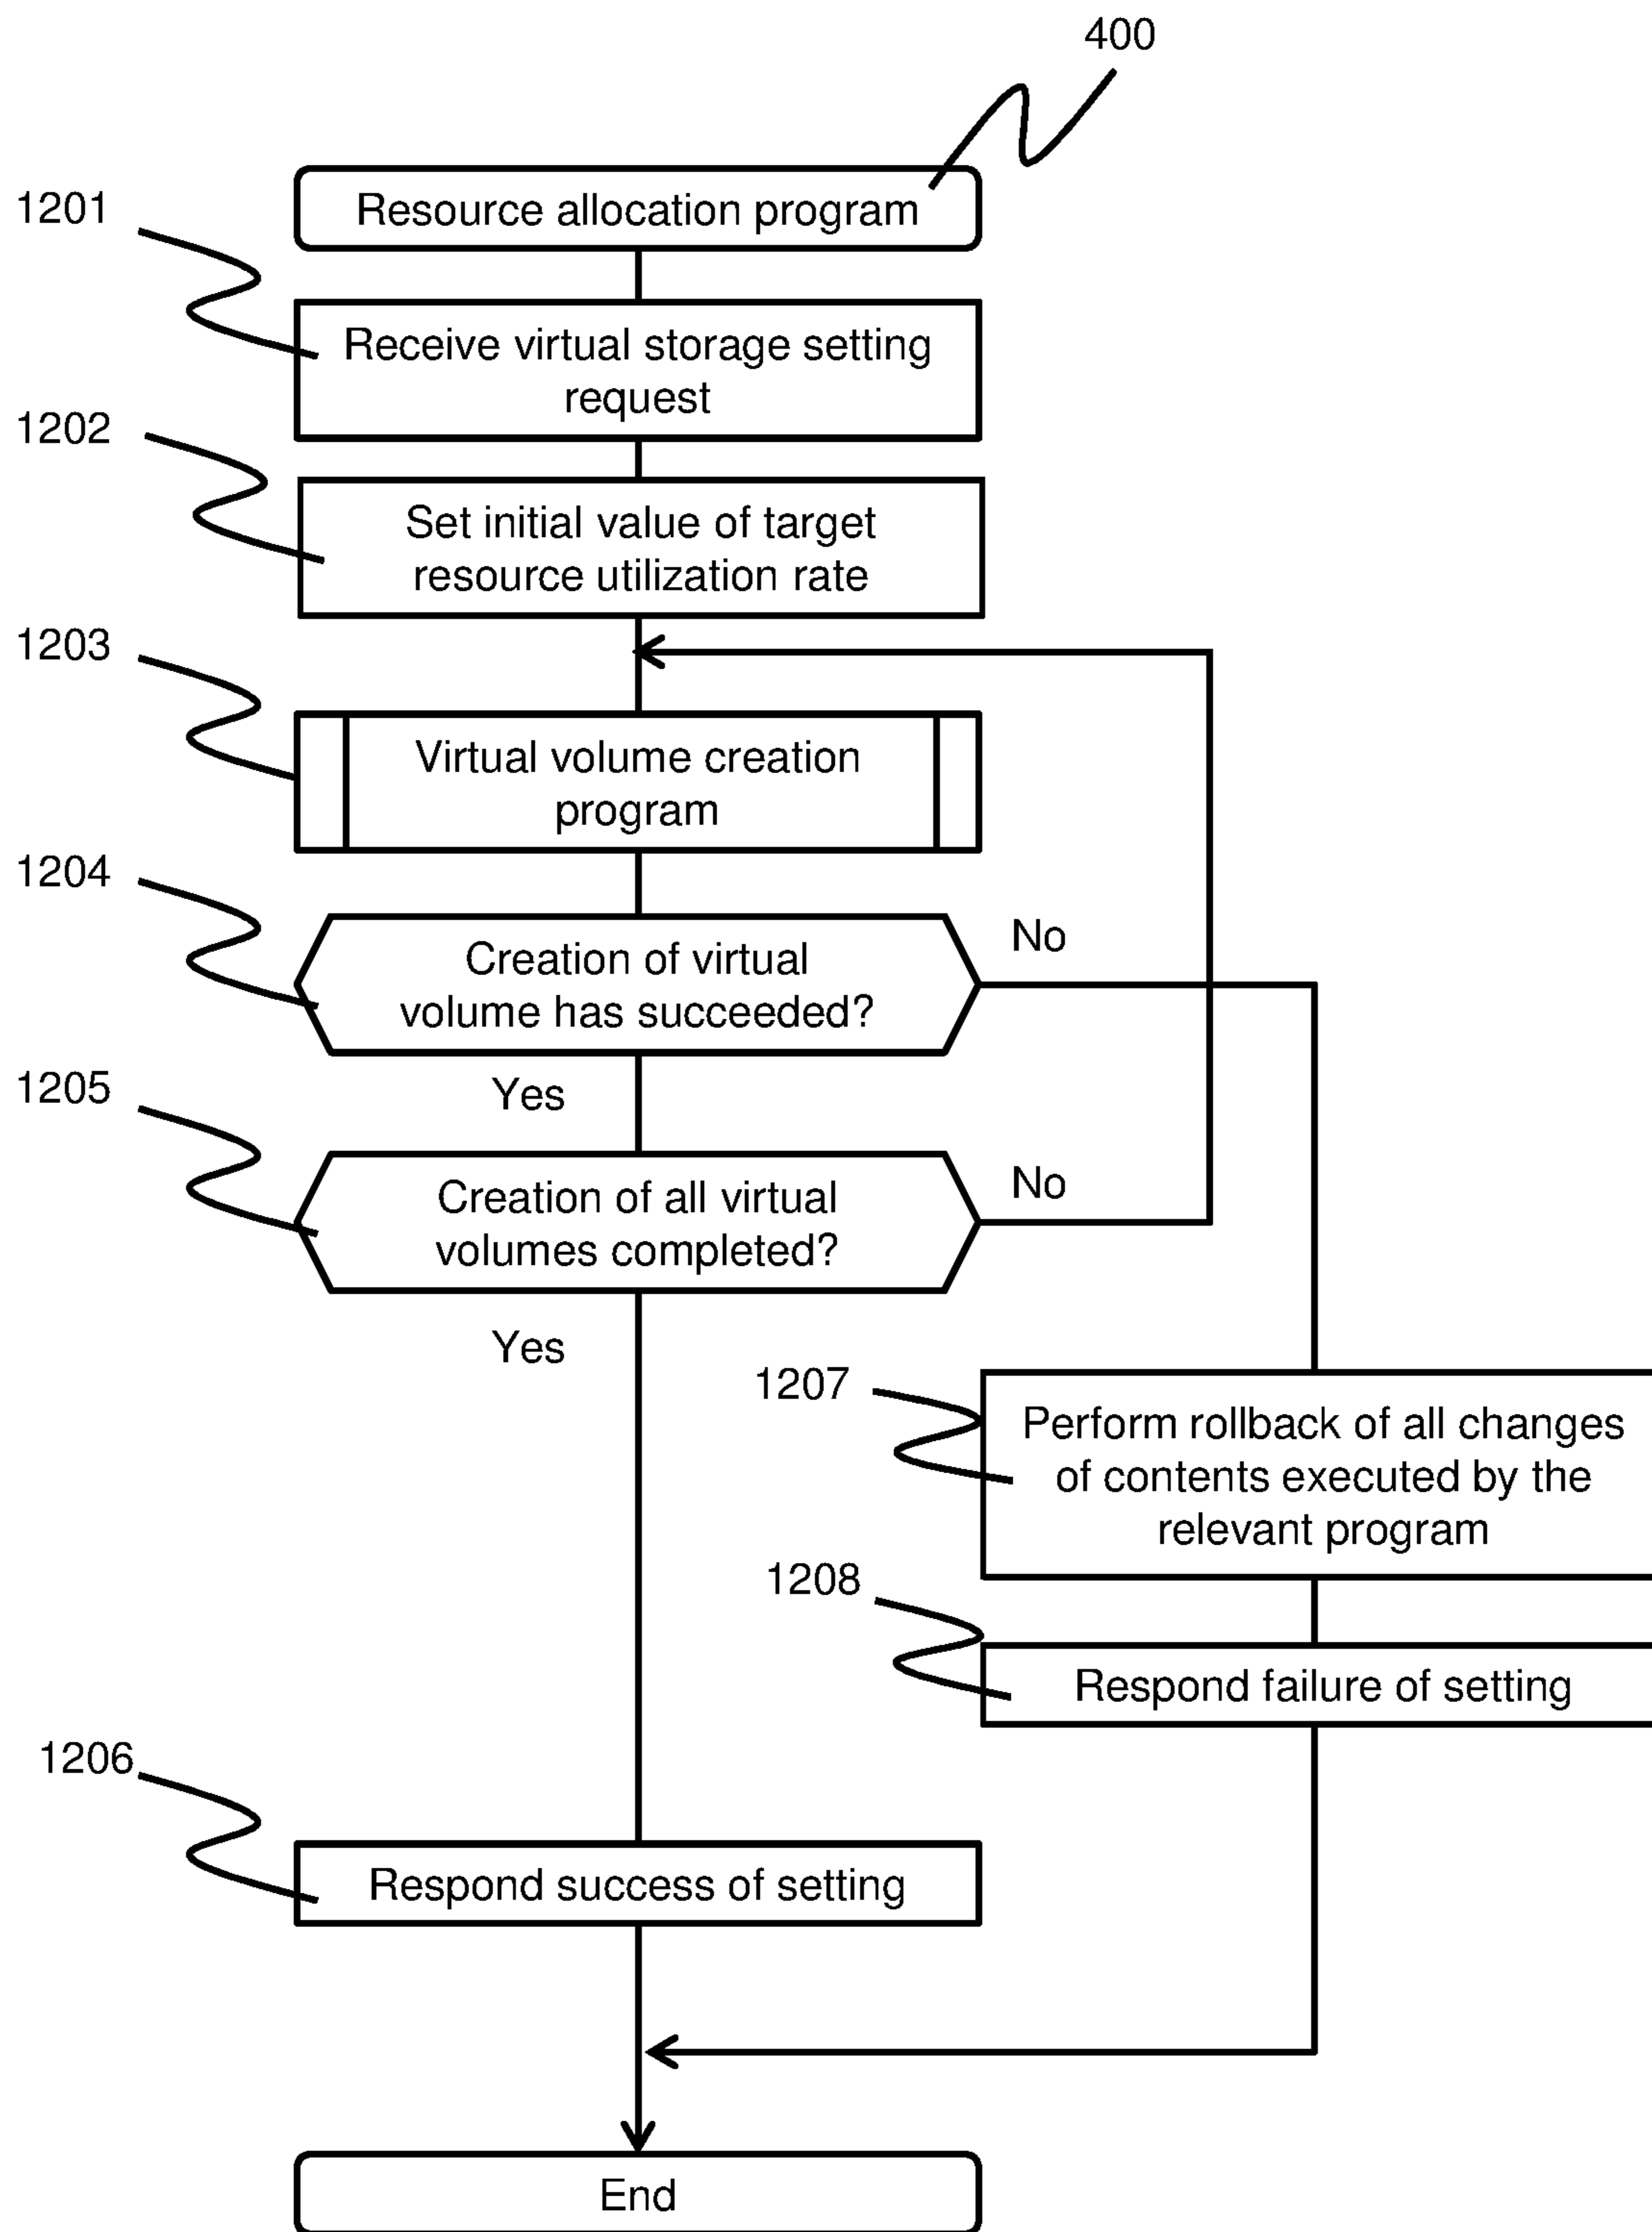 400
Resource allocation program
1201
Receive virtual storage setting
request
1202
Set initial value of target
resource utilization rate
1203
Virtual volume creation
program
1204
Creation of virtual
volume has succeeded?
No
Yes
1205
Creation of all virtual
volumes completed?
No
Yes
1207
Perform rollback of all changes
of contents executed by the
relevant program
1208
Respond failure of setting
1206
Respond success of setting
End